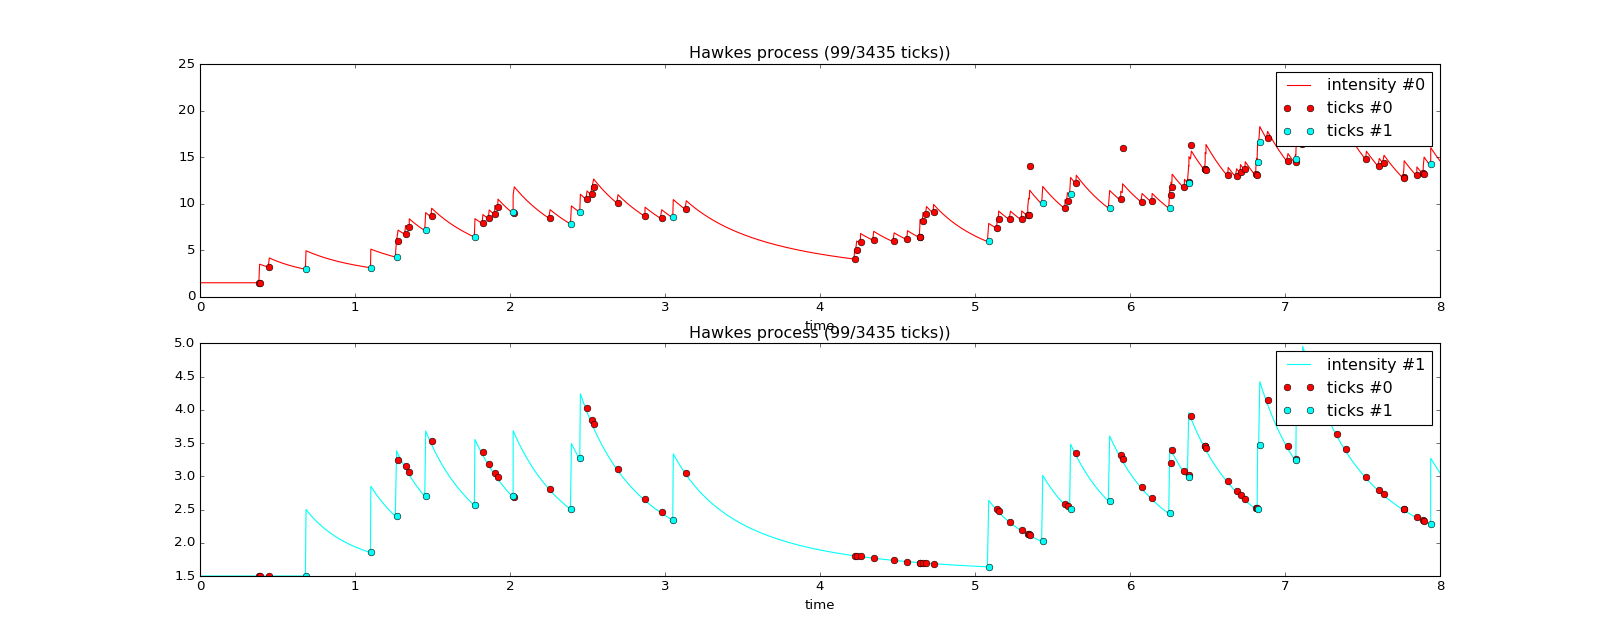 Hawkes process (99/3435 ticks))
25
20
15
10
5
0
intensity #0
ticks #0
ticks #1
0 1 2 3 4 5 6 7 8
time
Hawkes process (99/3435 ticks))
5.0
4.5
4.0
3.5
3.0
2.5
2.0
1.5
intensity #1
ticks #0
ticks #1
0 1 2 3 4 5 6 7 8
time